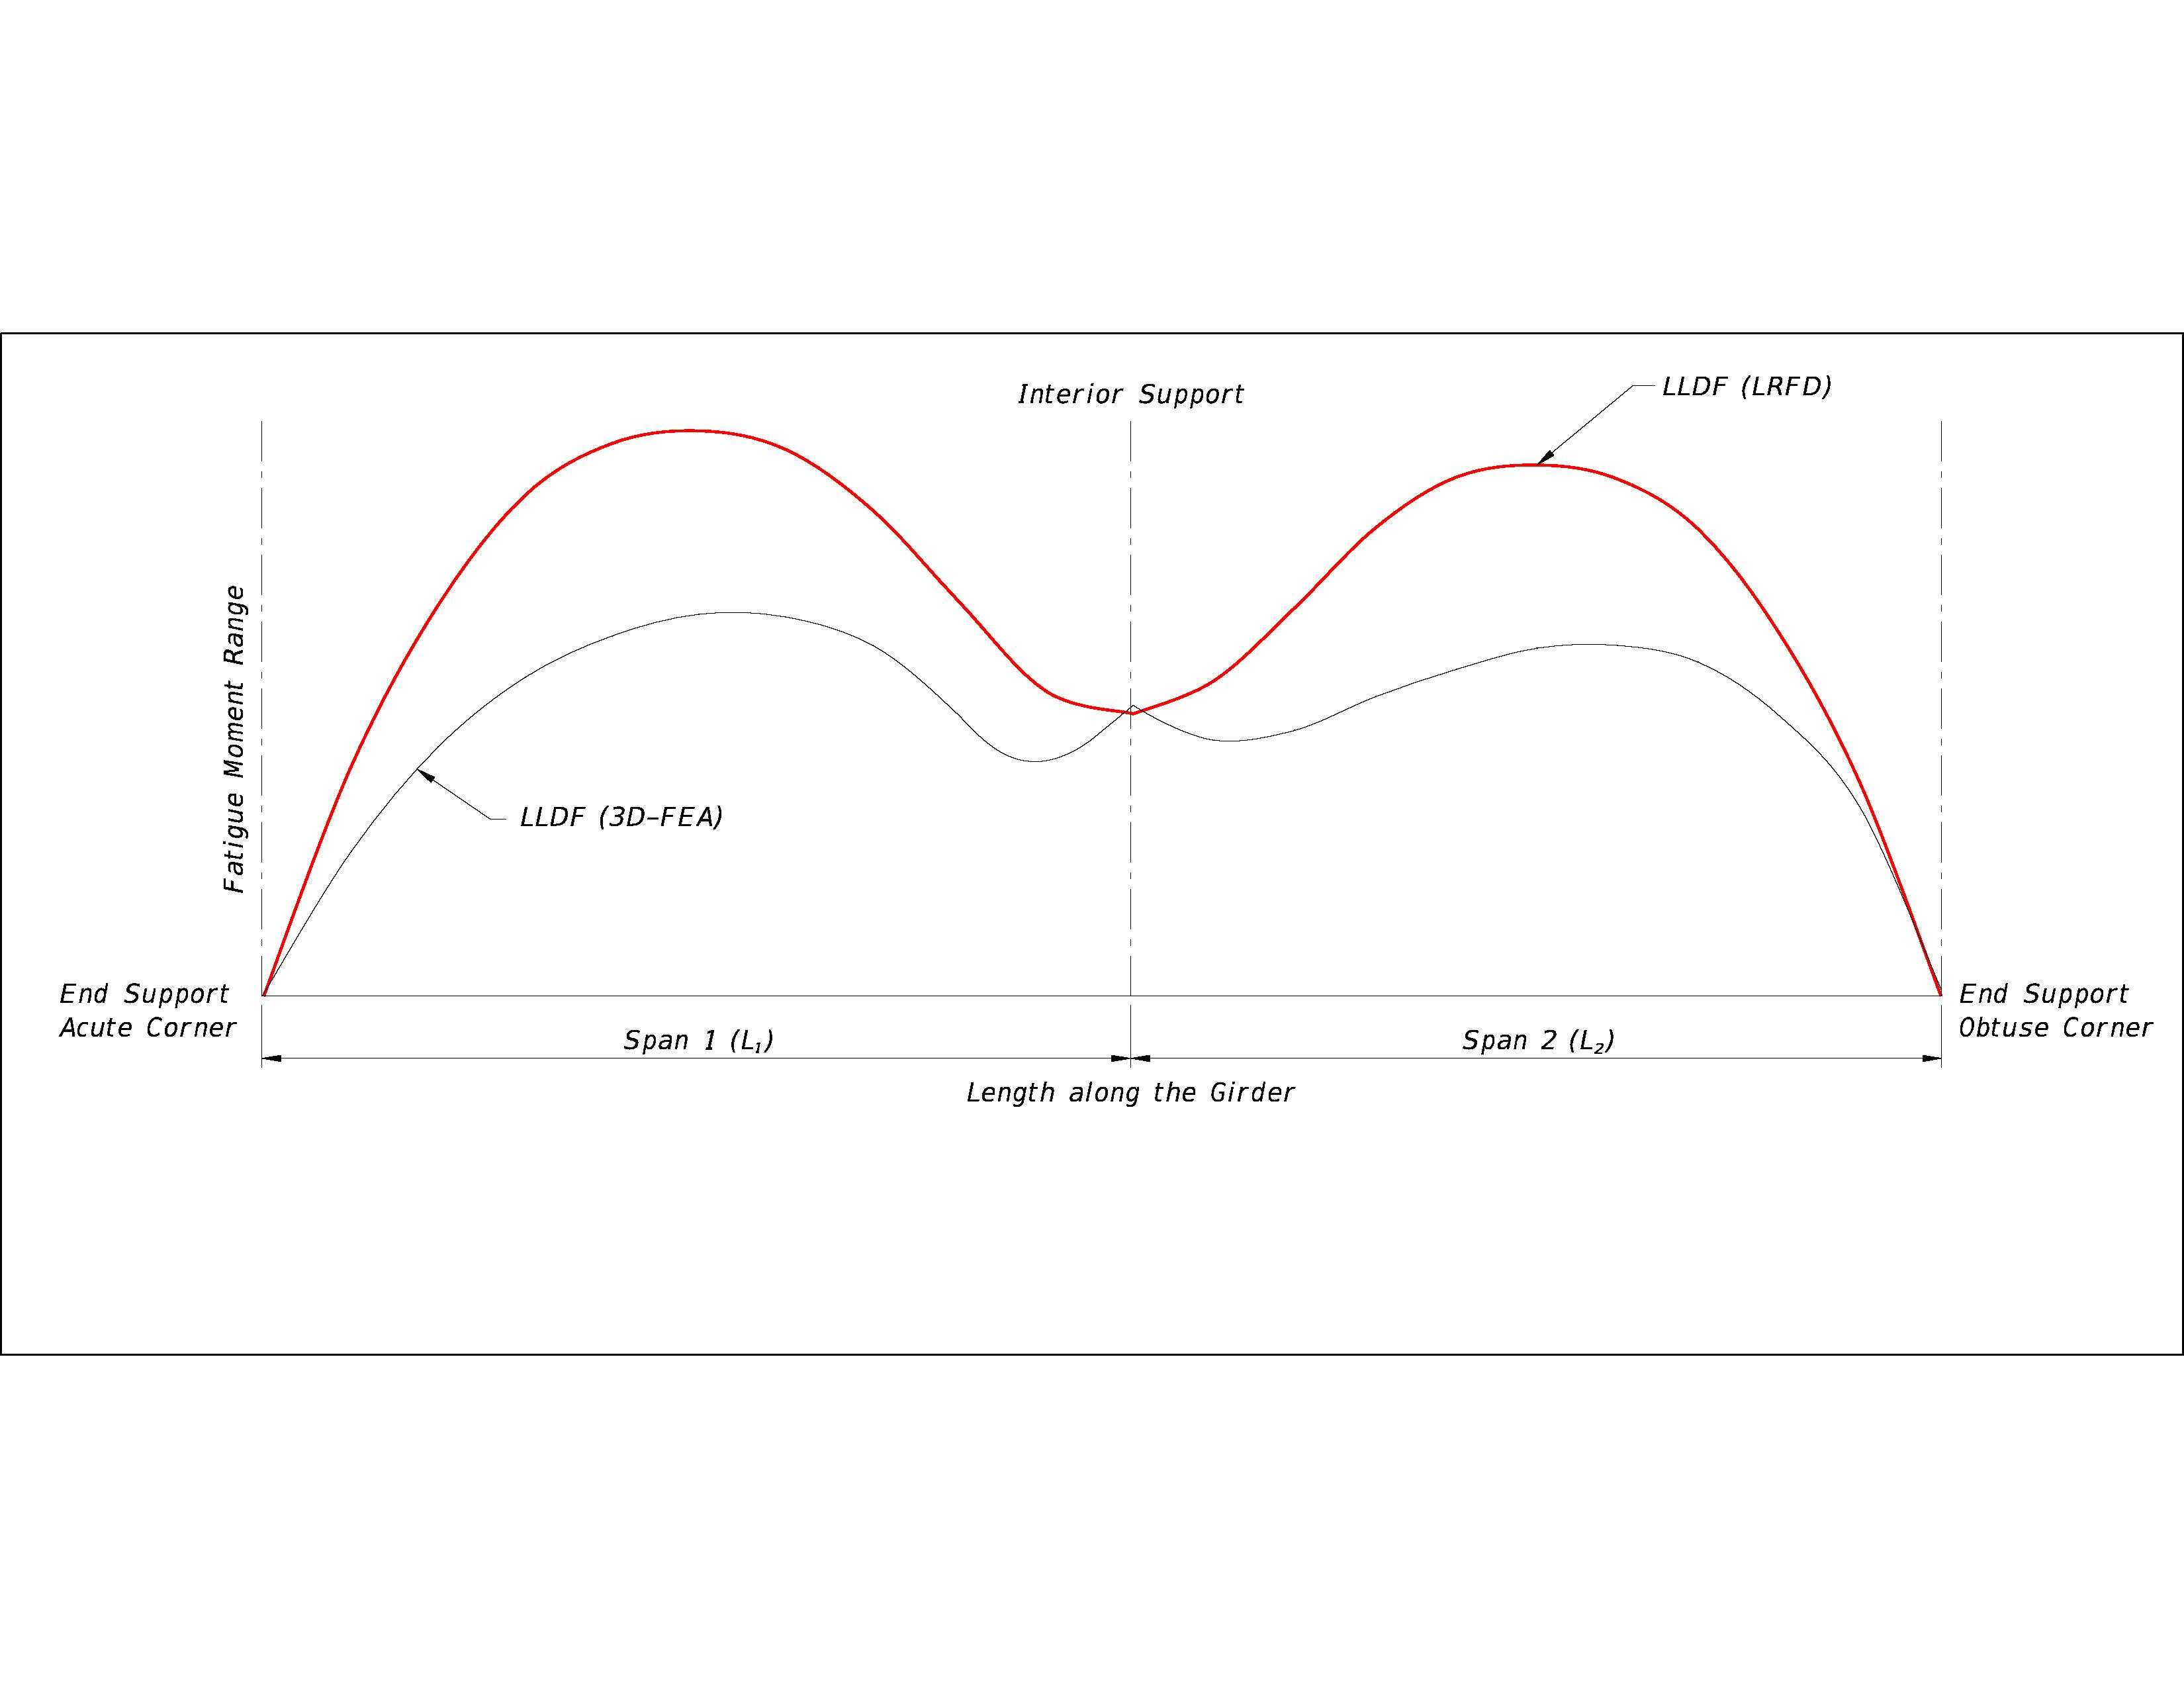 Interior Support
LLDF (LRFD)
Fatigue Moment Range
LLDF (3D-FEA)
End Support
Acute Corner
End Support
Obtuse Corner
Span 1 (L₁)
Span 2 (L₂)
Length along the Girder